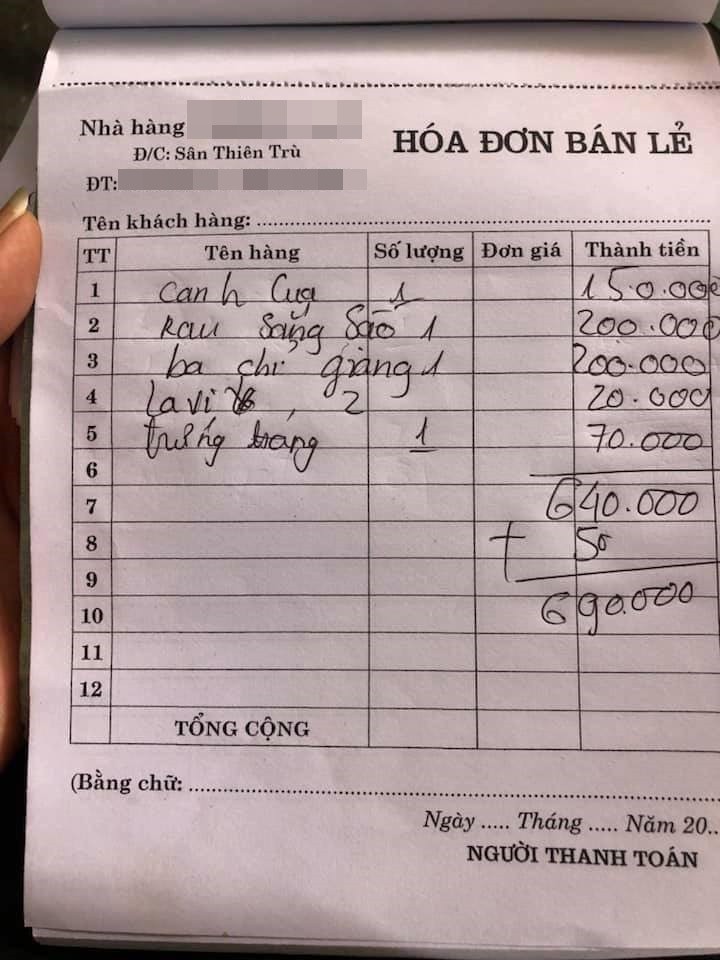 Nhà hàng
Đ/C: Sân Thiên Trù
ĐT:
HÓA ĐƠN BÁN LẺ
Tên khách hàng:
TT Tên hàng Số lượng Đơn giá Thành tiền
1 canh Cua 1 150.000
2 Rau sắng sào 1 200.000
3 ba chỉ giàng 1 200.000
4 Lavi , 2 20.000
5 trứng tráng 1 70.000
6
7 640.000
8 + 50
9
10 690.000
11
12
TỔNG CỘNG
(Bằng chữ:
Ngày ..... Tháng ..... Năm 20..
NGƯỜI THANH TOÁN